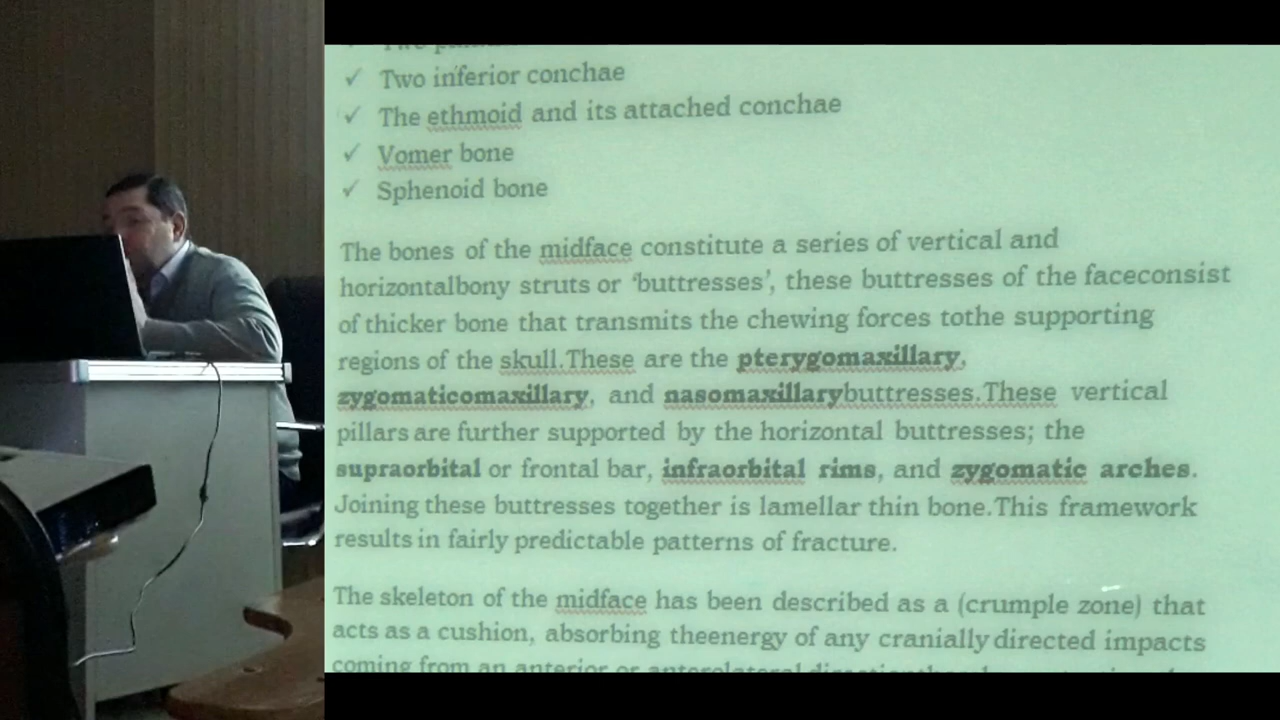 ✓ Two
✓ Two inferior conchae
✓ The ethmoid and its attached conchae
✓ Vomer bone
✓ Sphenoid bone
The bones of the midface constitute a series of vertical and
horizontalbony struts or ‘buttresses’, these buttresses of the faceconsist
of thicker bone that transmits the chewing forces tothe supporting
regions of the skull.These are the pterygomaxillary,
zygomaticomaxillary, and nasomaxillarybuttresses.These vertical
pillars are further supported by the horizontal buttresses; the
supraorbital or frontal bar, infraorbital rims, and zygomatic arches.
Joining these buttresses together is lamellar thin bone.This framework
results in fairly predictable patterns of fracture.
The skeleton of the midface has been described as a (crumple zone) that
acts as a cushion, absorbing theenergy of any cranially directed impacts
coming from an anterior or anterolateral